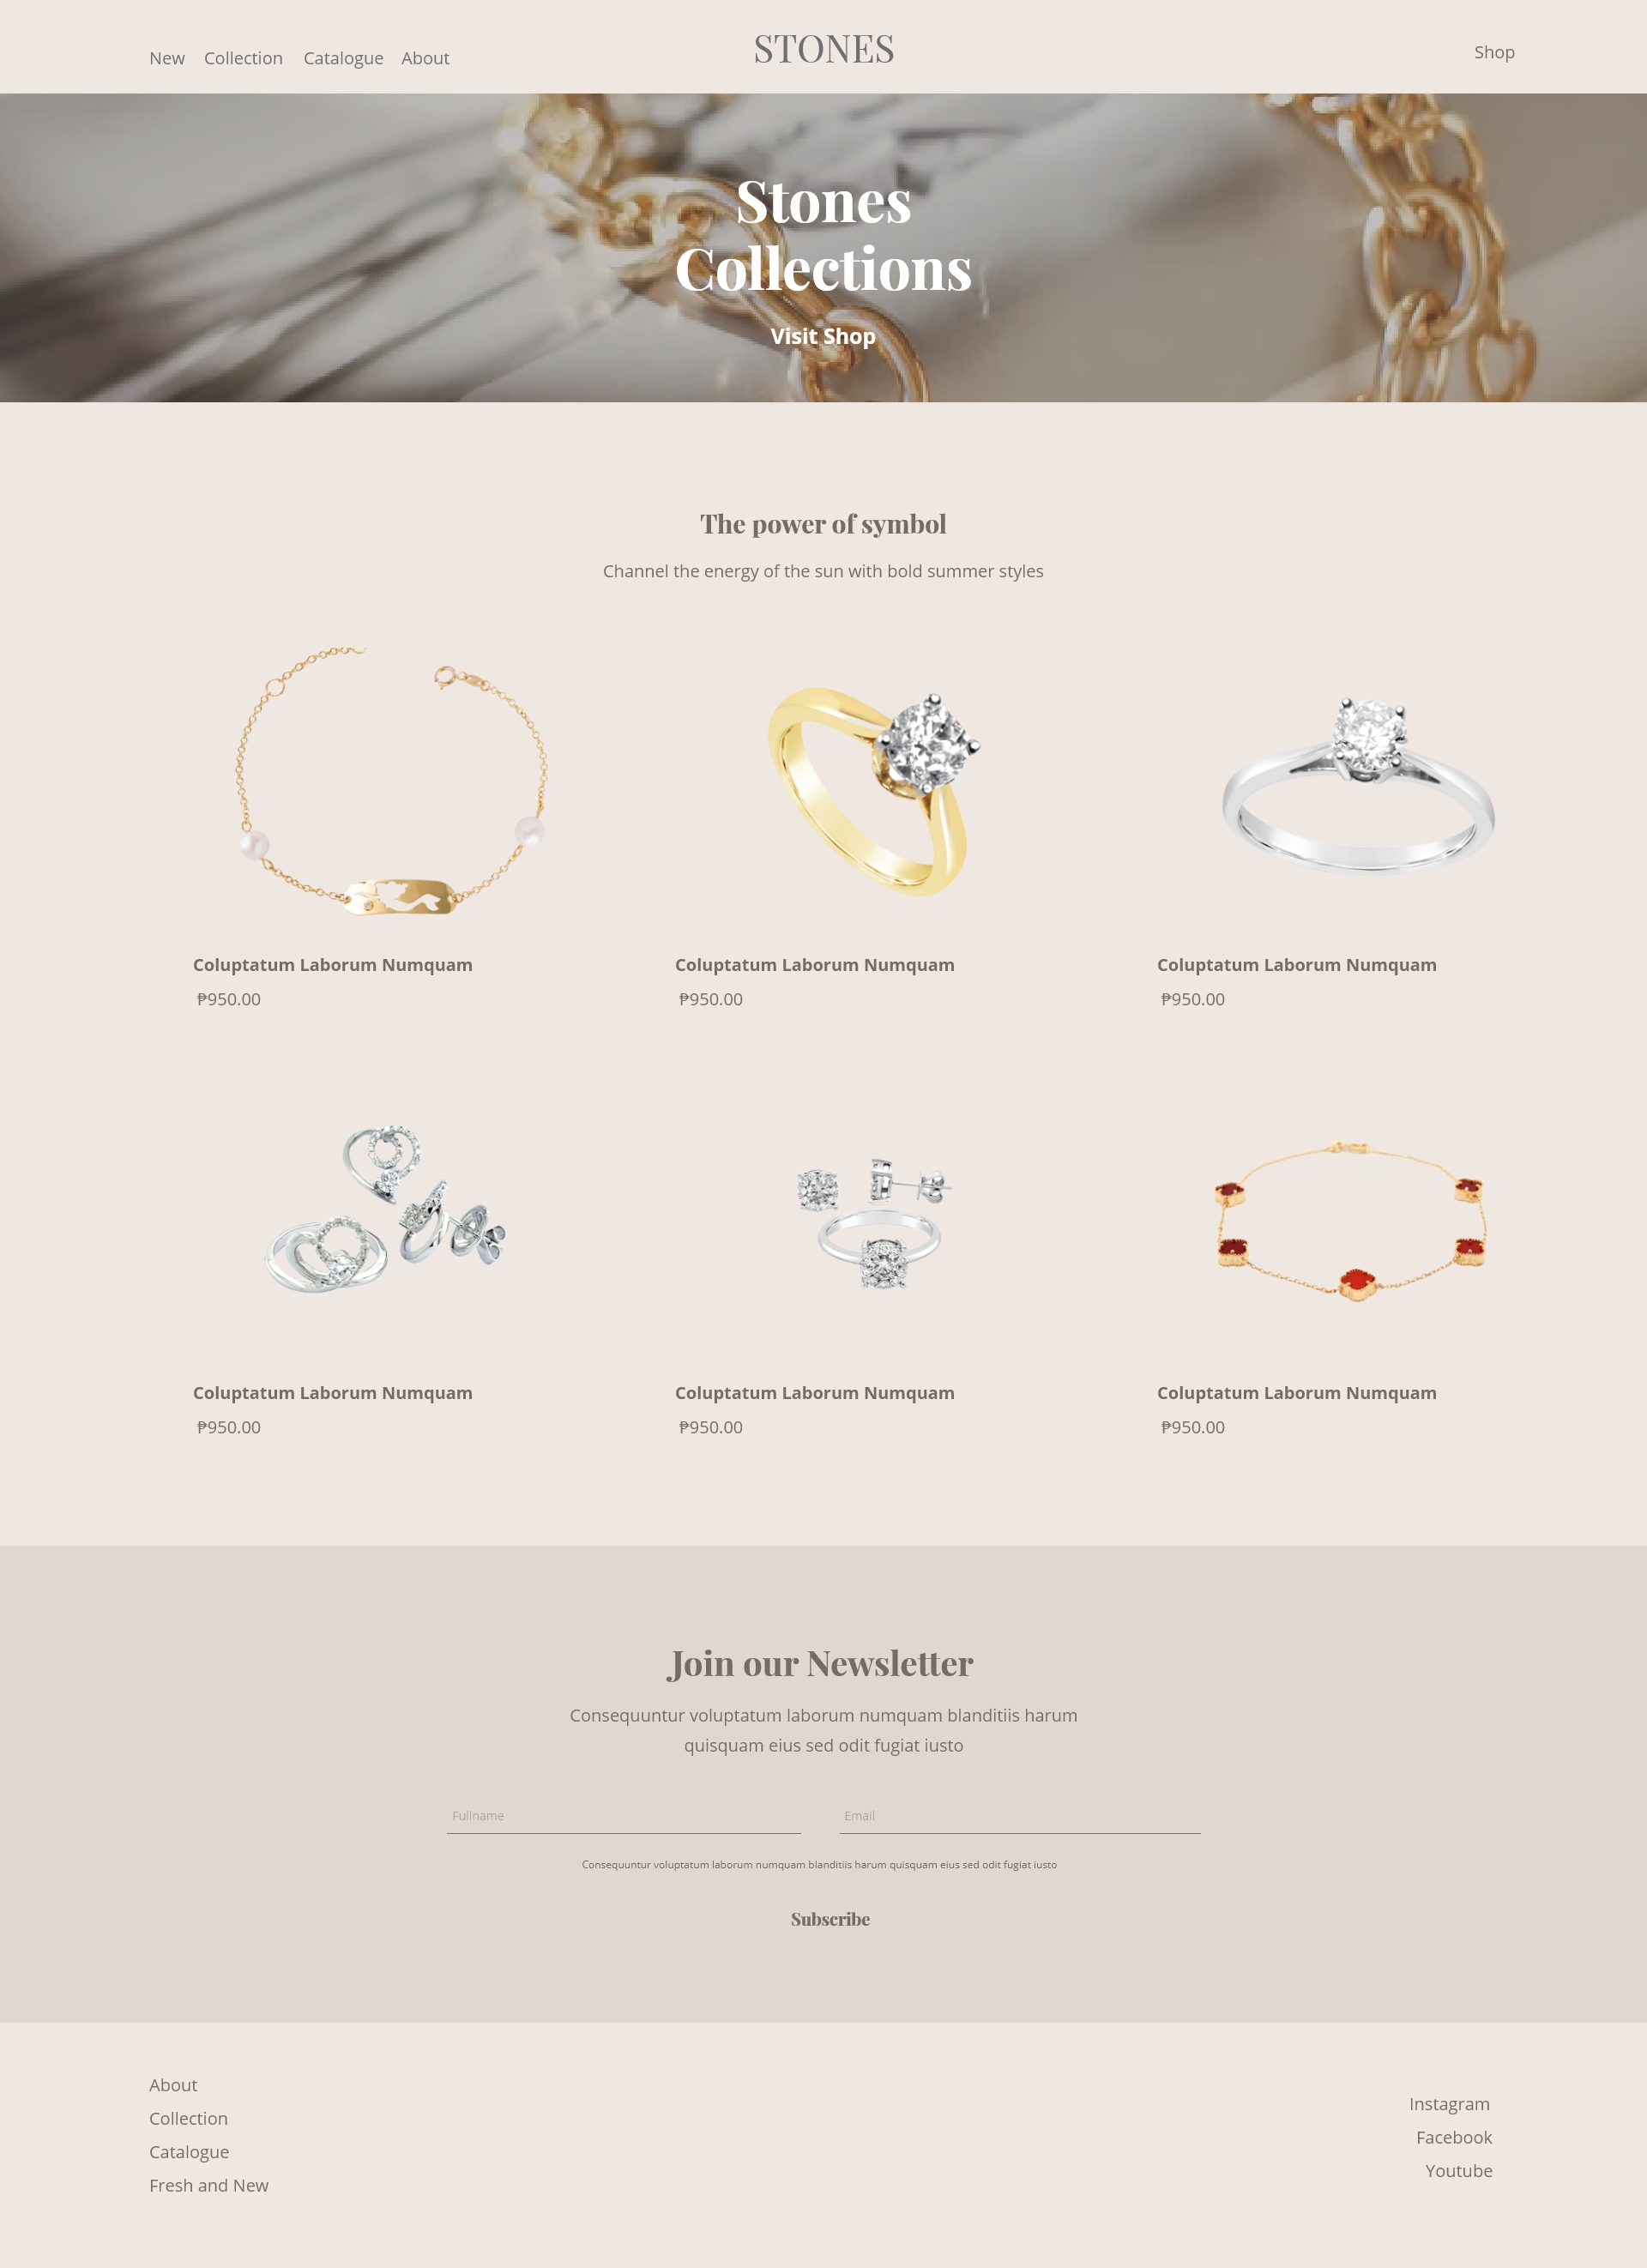 New Collection Catalogue About
STONES
Shop
Stones
Collections
Visit Shop
The power of symbol
Channel the energy of the sun with bold summer styles
Coluptatum Laborum Numquam
₱950.00
Coluptatum Laborum Numquam
₱950.00
Coluptatum Laborum Numquam
₱950.00
Coluptatum Laborum Numquam
₱950.00
Coluptatum Laborum Numquam
₱950.00
Coluptatum Laborum Numquam
₱950.00
Join our Newsletter
Consequuntur voluptatum laborum numquam blanditiis harum
quisquam eius sed odit fugiat iusto
Fullname
Email
Consequuntur voluptatum laborum numquam blanditiis harum quisquam eius sed odit fugiat iusto
Subscribe
About
Collection
Catalogue
Fresh and New
Instagram
Facebook
Youtube